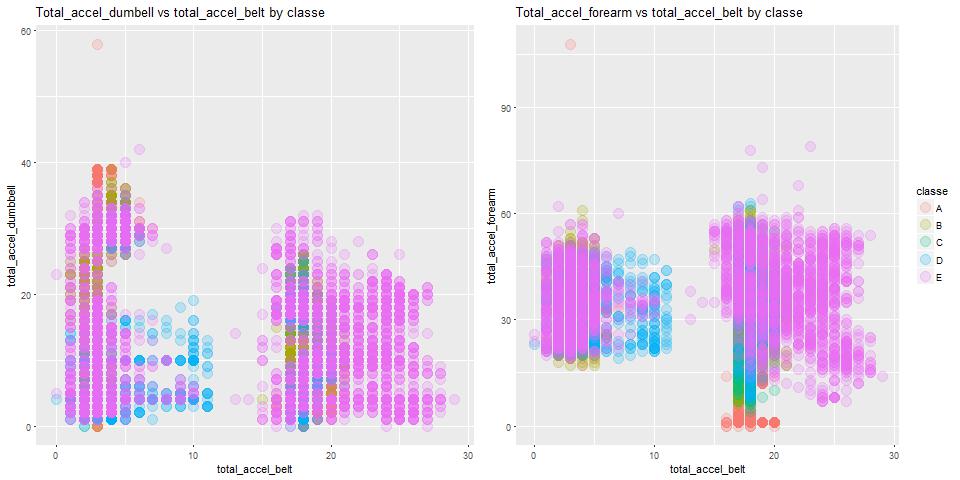 Total_accel_dumbell vs total_accel_belt by classe
60
40
20
0
total_accel_dumbbell
0
10
20
30
total_accel_belt
Total_accel_forearm vs total_accel_belt by classe
90
60
30
0
total_accel_forearm
0
10
20
30
total_accel_belt
classe
A
B
C
D
E